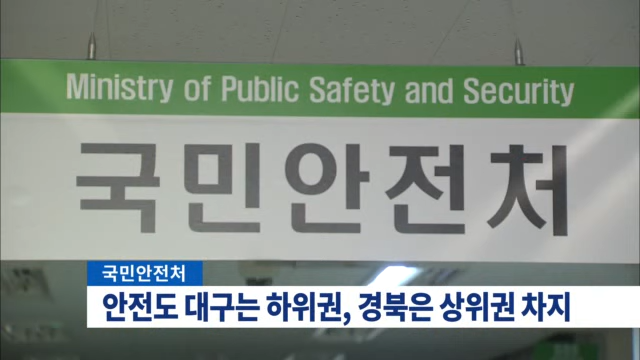 Ministry of Public Safety and Security
국민안전처
국민안전처
안전도 대구는 하위권, 경북은 상위권 차지